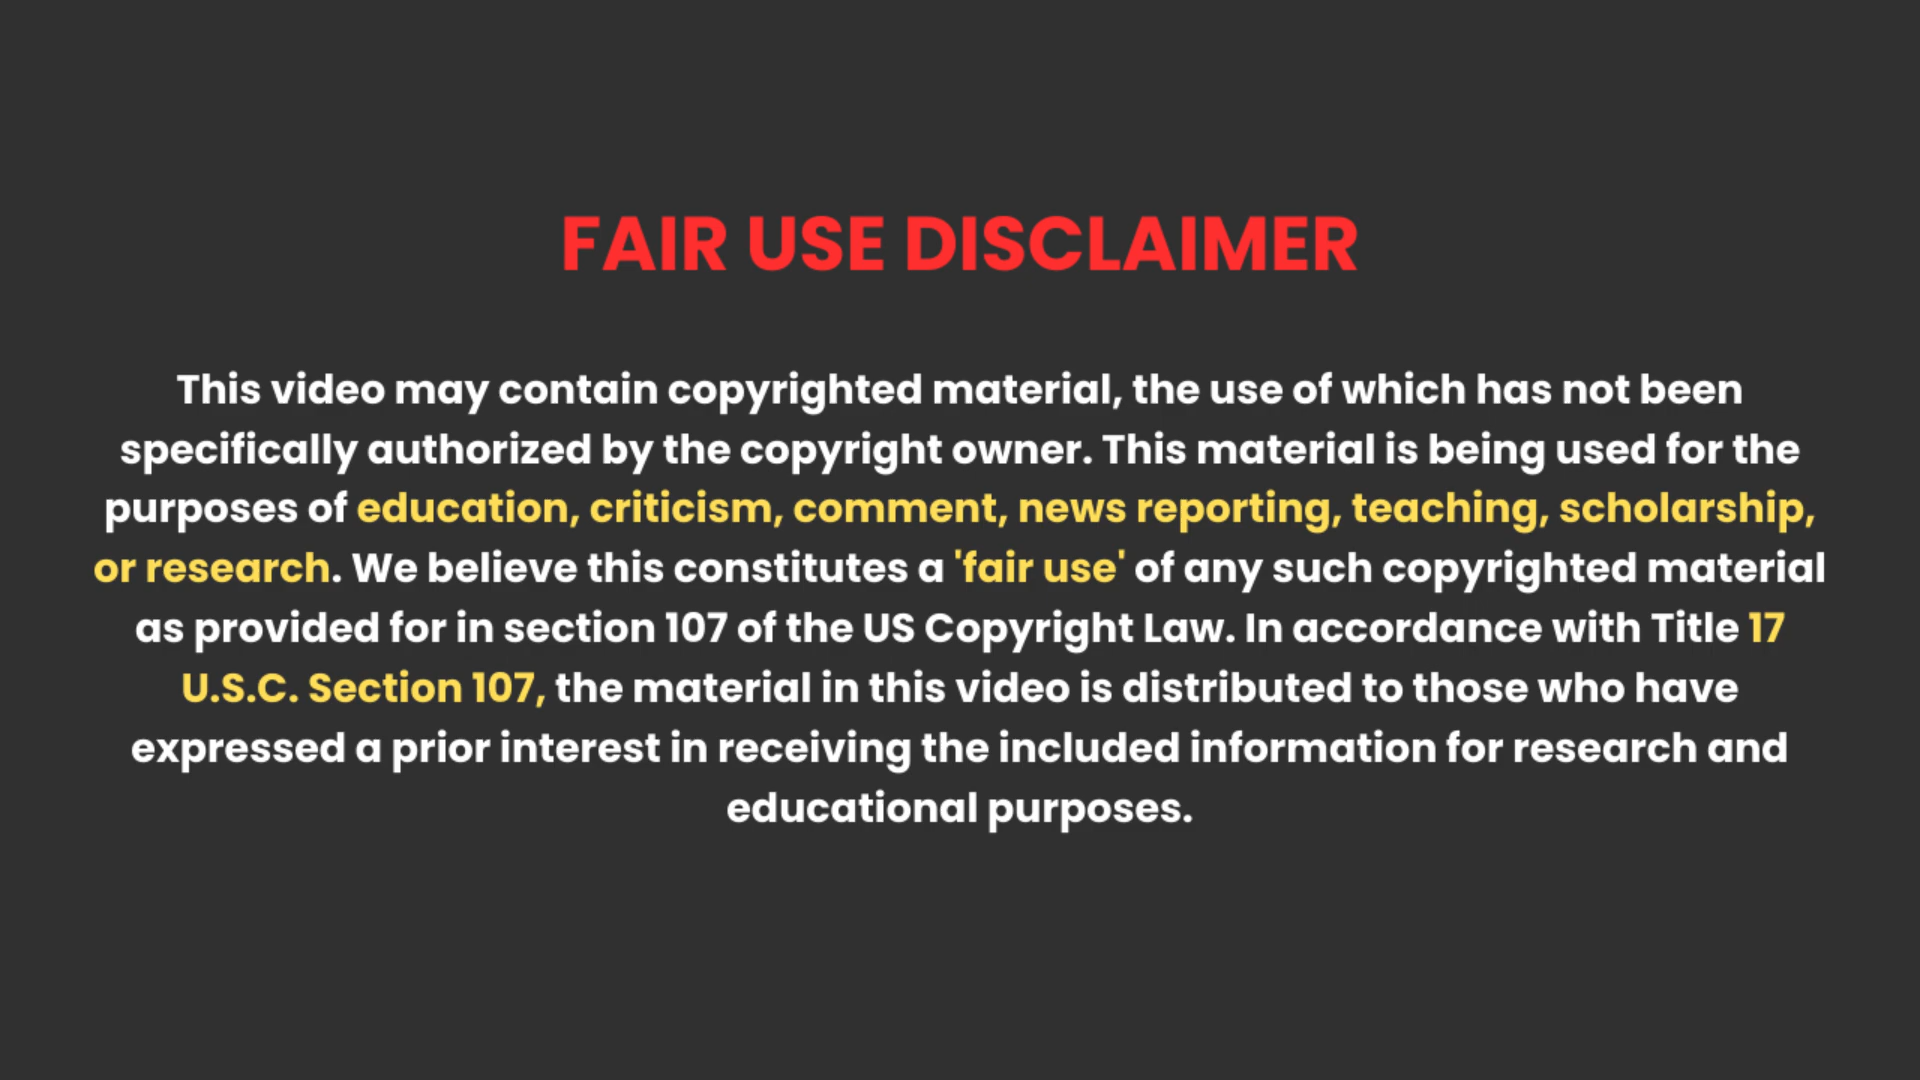 FAIR USE DISCLAIMER
This video may contain copyrighted material, the use of which has not been
specifically authorized by the copyright owner. This material is being used for the
purposes of education, criticism, comment, news reporting, teaching, scholarship,
or research. We believe this constitutes a 'fair use' of any such copyrighted material
as provided for in section 107 of the US Copyright Law. In accordance with Title 17
U.S.C. Section 107, the material in this video is distributed to those who have
expressed a prior interest in receiving the included information for research and
educational purposes.